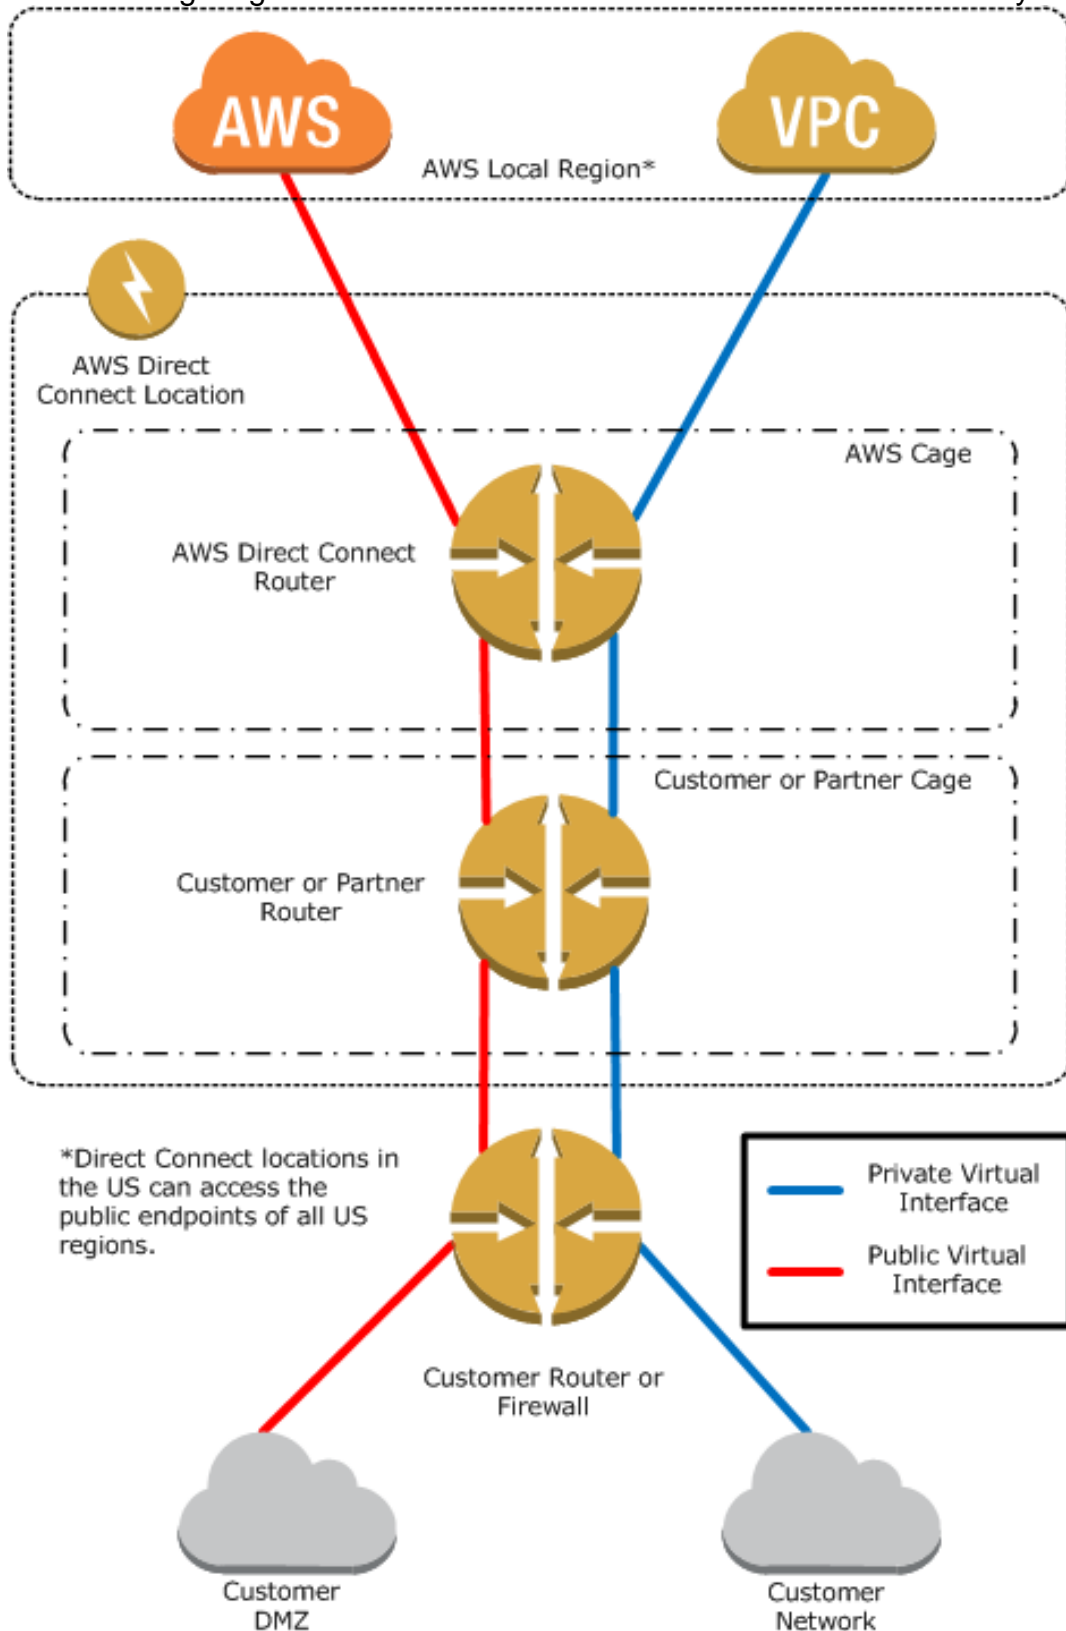 AWS
VPC
AWS Local Region*
AWS Direct
Connect Location
AWS Cage
AWS Direct Connect
Router
Customer or Partner Cage
Customer or Partner
Router
*Direct Connect locations in
the US can access the
public endpoints of all US
regions.
Private Virtual
Interface
Public Virtual
Interface
Customer Router or
Firewall
Customer
DMZ
Customer
Network